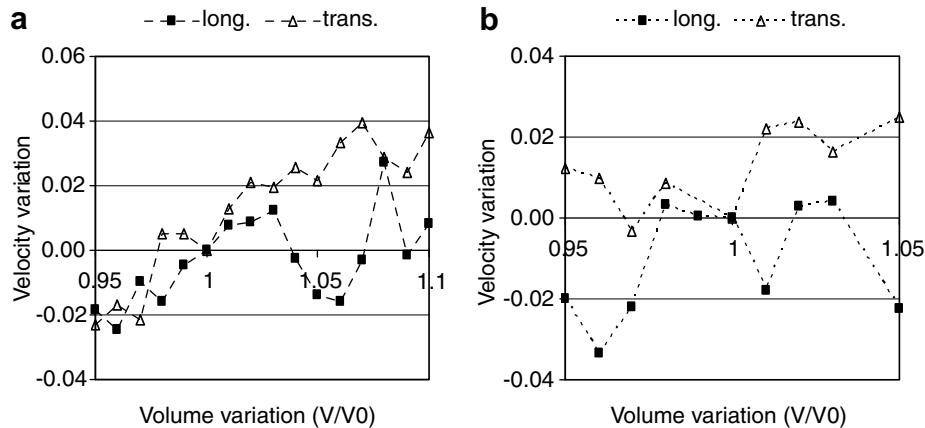 a
long. trans.
0.06
0.04
0.02
0.00
-0.02
-0.04
0.95 1 1.05 1.1
Velocity variation
Volume variation (V/V0)
b
long. trans.
0.04
0.02
0.00
-0.02
-0.04
0.95 1 1.05
Velocity variation
Volume variation (V/V0)